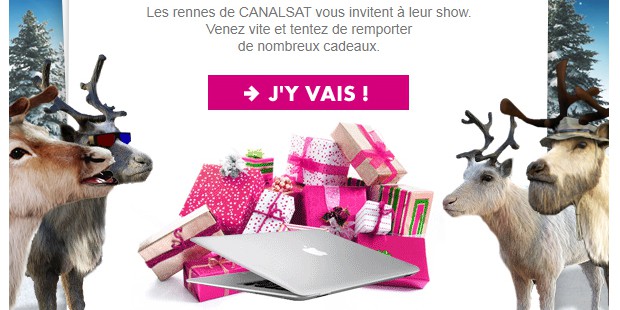 Les rennes de CANALSAT vous invitent à leur show.
Venez vite et tentez de remporter
de nombreux cadeaux.
→ J'Y VAIS !